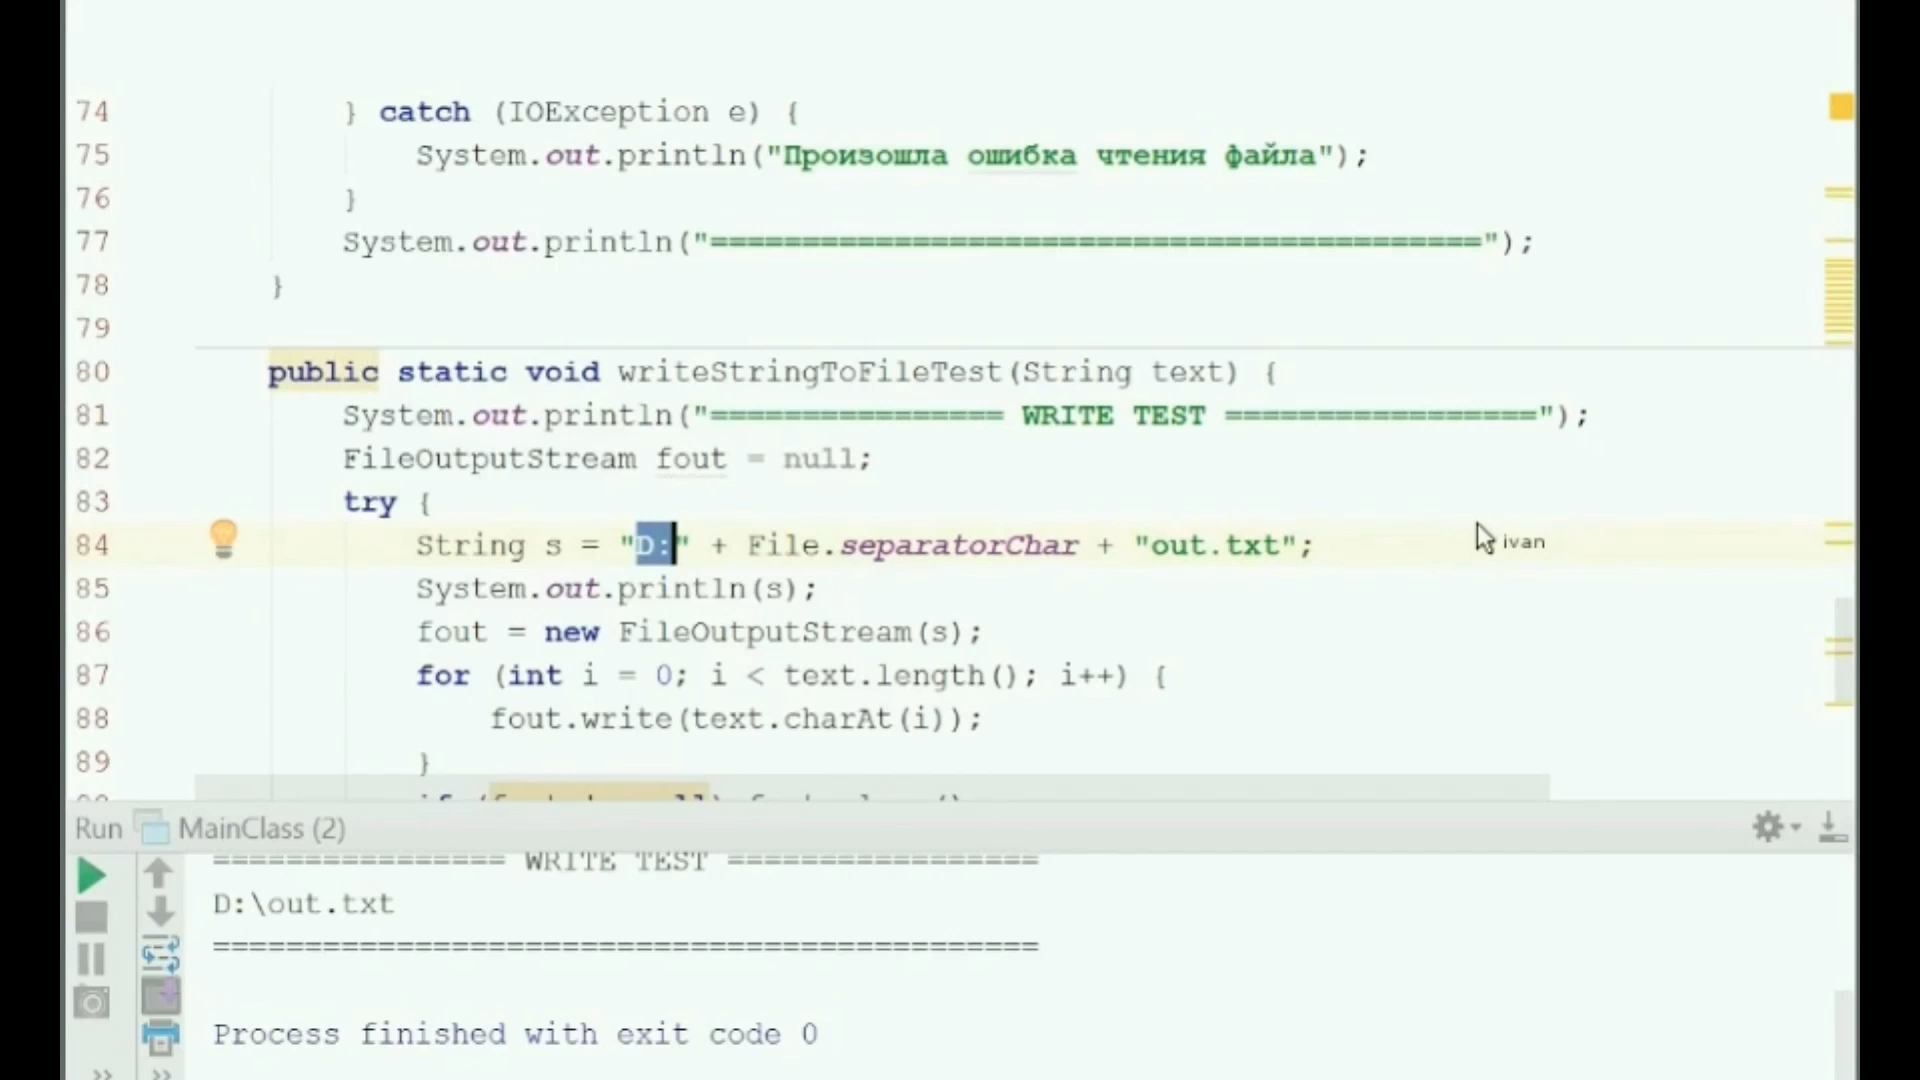 74 } catch (IOException e) {
75 System.out.println("Произошла ошибка чтения файла");
76 }
77 System.out.println("==========================================");
78 }
79
80 public static void writeStringToFileTest(String text) {
81 System.out.println("================ WRITE TEST =================");
82 FileOutputStream fout = null;
83 try {
84 String s = "D:" + File.separatorChar + "out.txt";
ivan
85 System.out.println(s);
86 fout = new FileOutputStream(s);
87 for (int i = 0; i < text.length(); i++) {
88 fout.write(text.charAt(i));
89 }
Run MainClass (2)
================ WRITE TEST =================
D:\out.txt
=============================================
Process finished with exit code 0